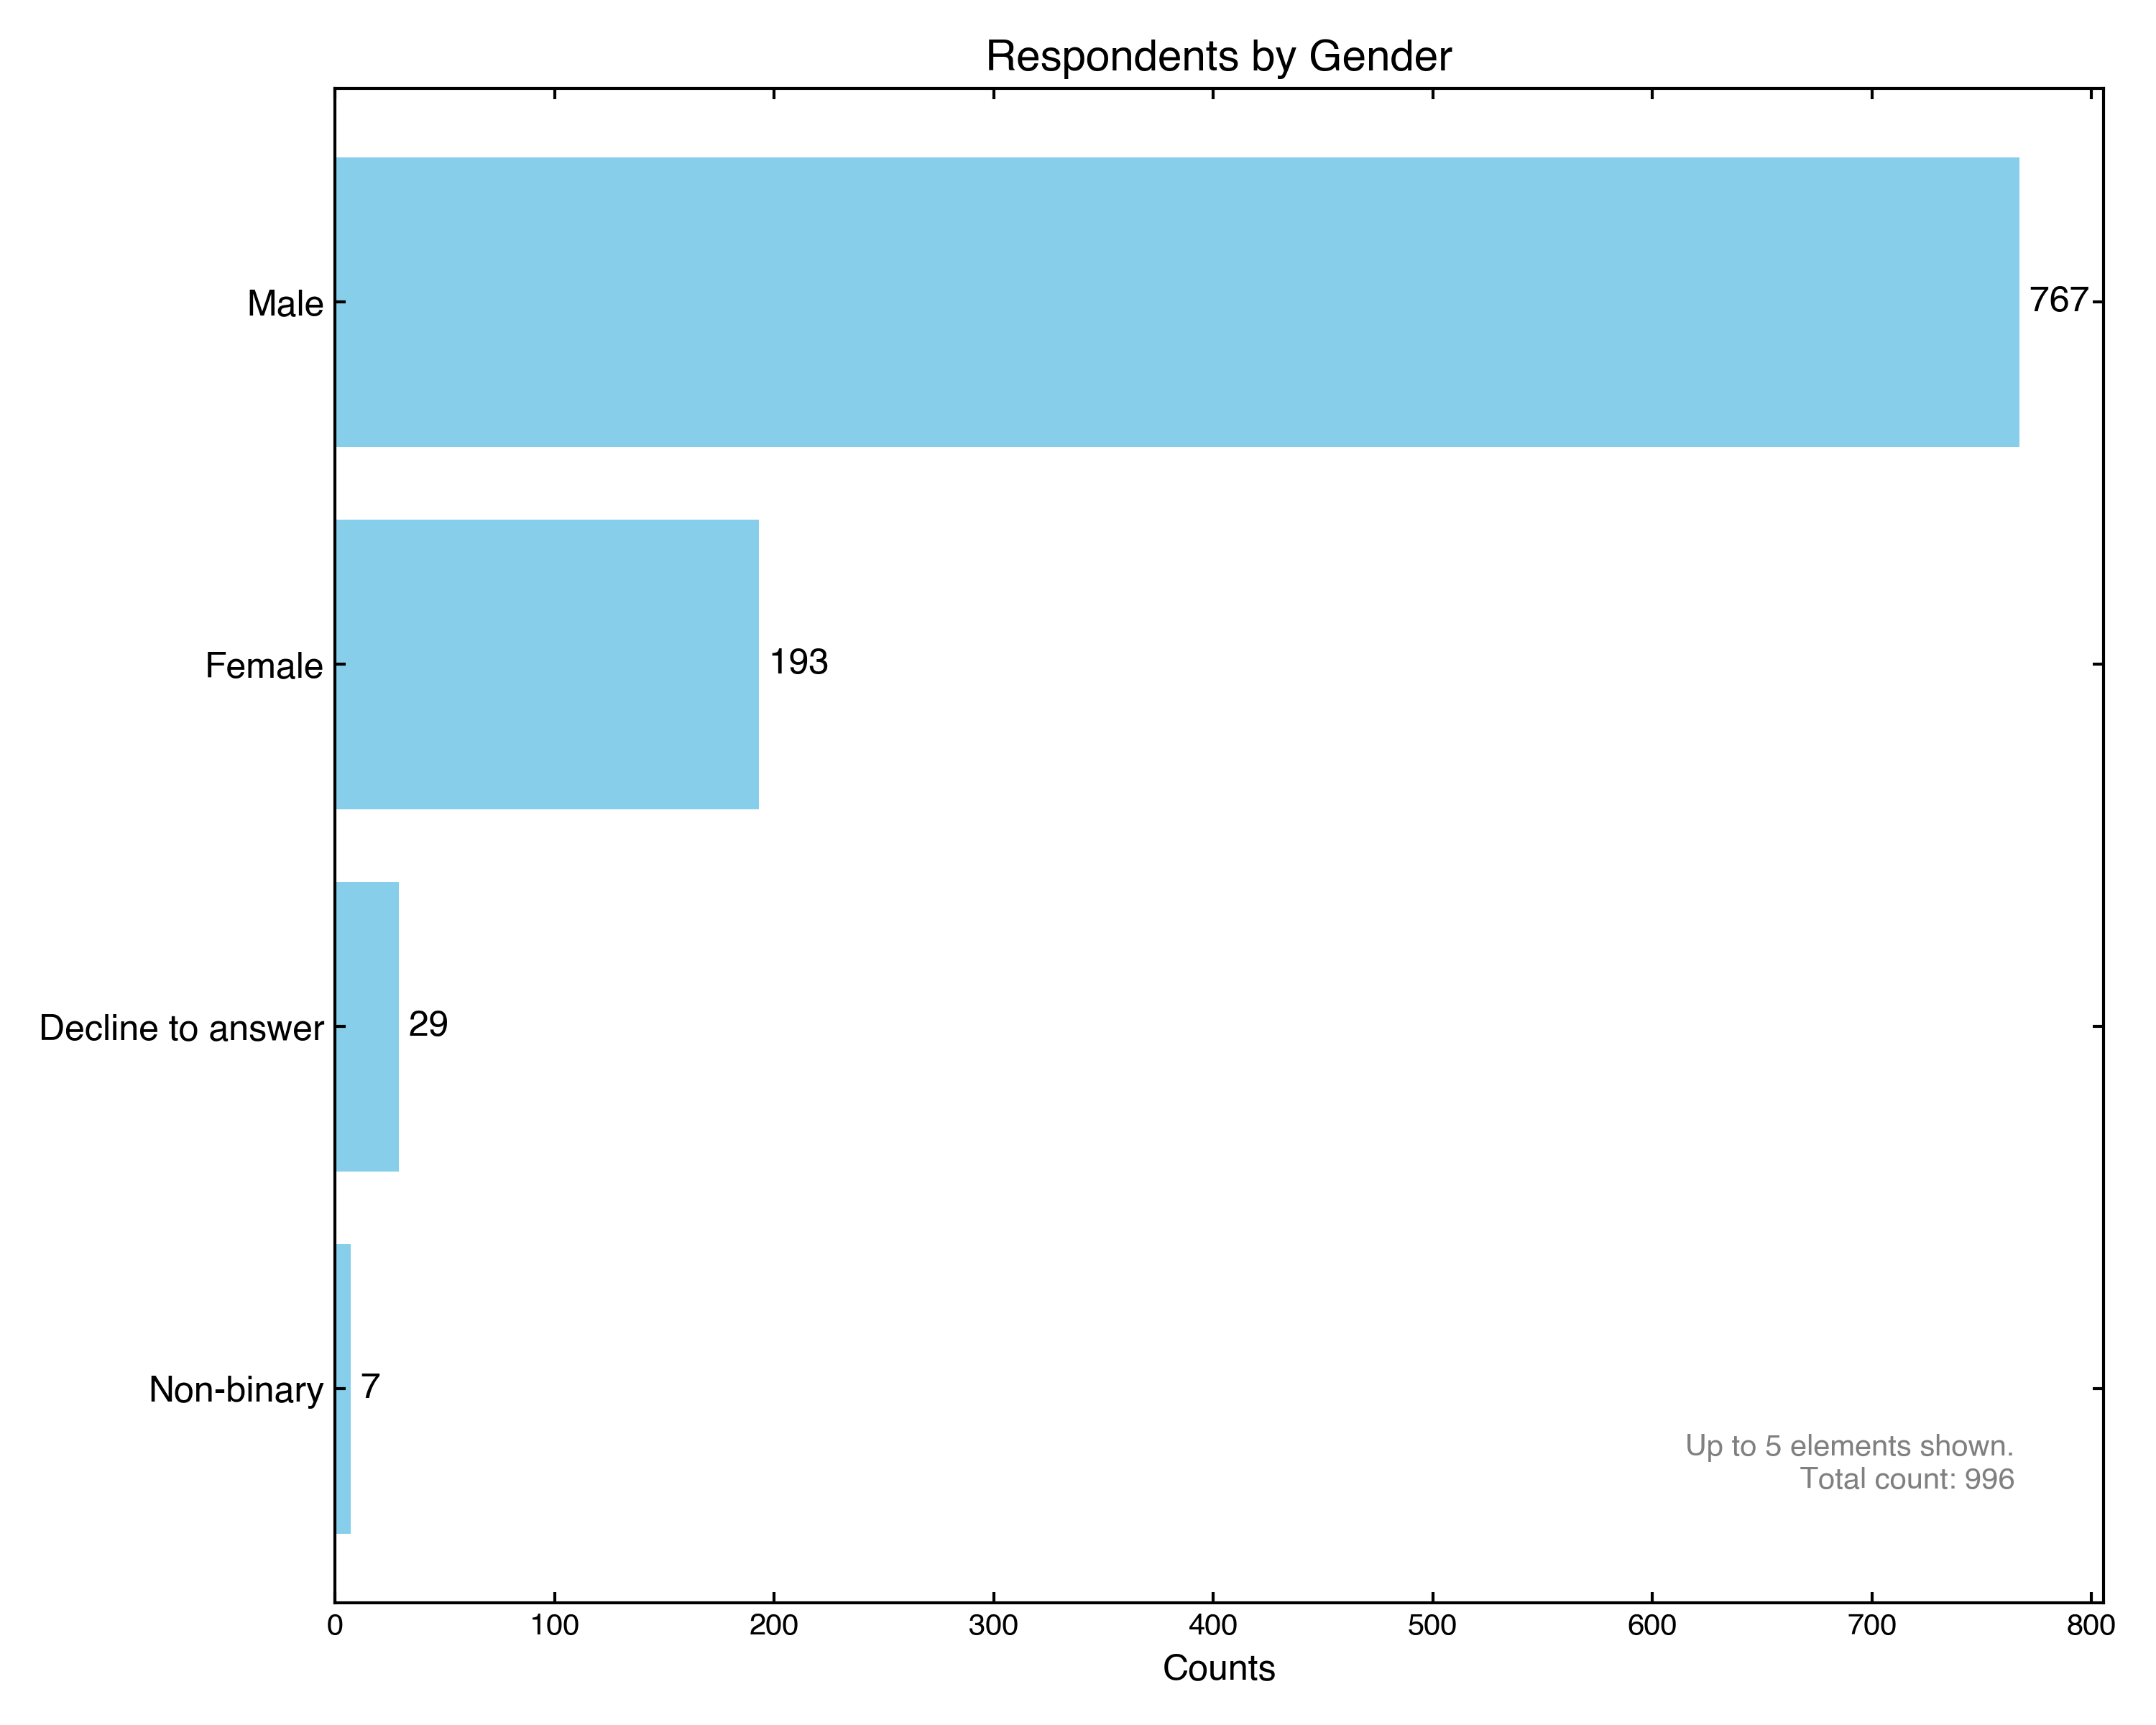 Respondents by Gender
Male
767
Female
193
Decline to answer
29
Non-binary
7
Up to 5 elements shown.
Total count: 996
0 100 200 300 400 500 600 700 800
Counts